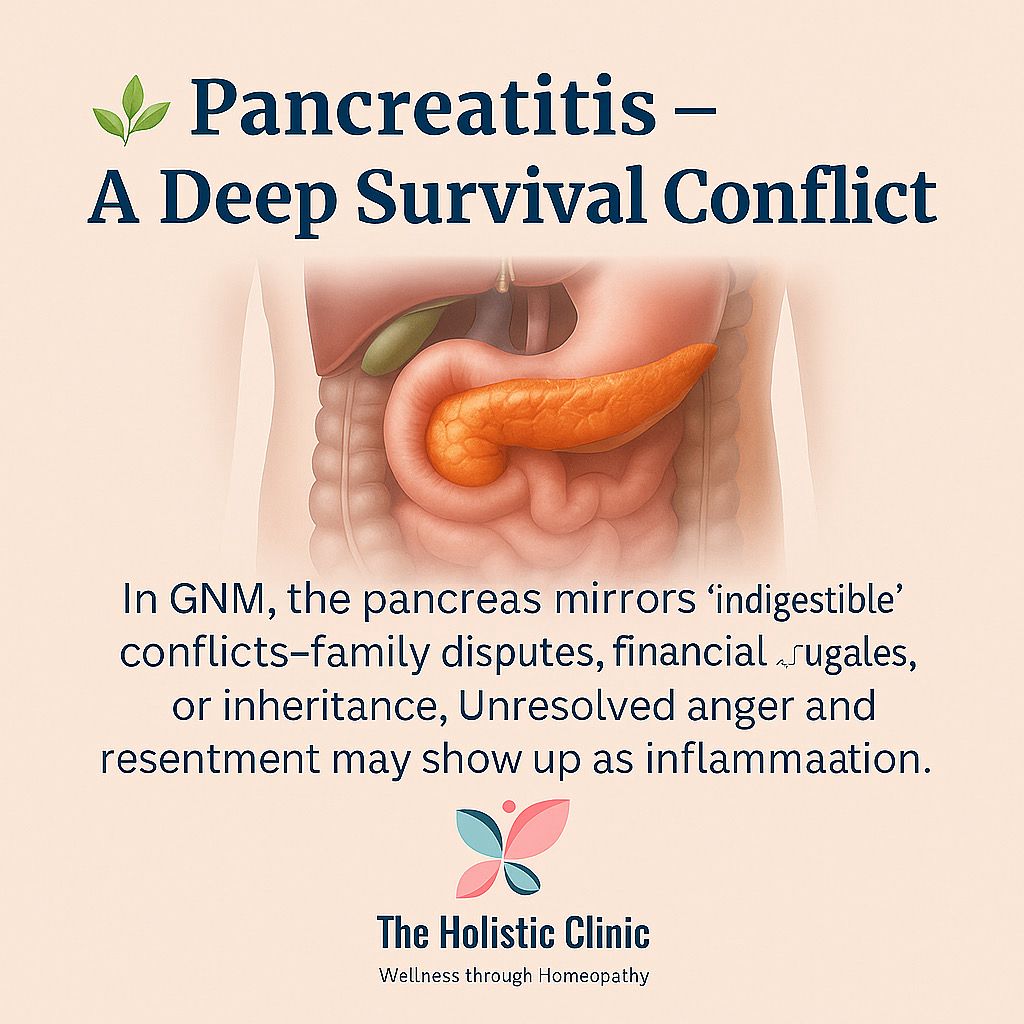 Pancreatitis –
A Deep Survival Conflict
In GNM, the pancreas mirrors ‘indigestible’
conflicts–family disputes, financial
or inheritance, Unresolved anger and
resentment may show up as inflammaation.
The Holistic Clinic
Wellness through Homeopathy